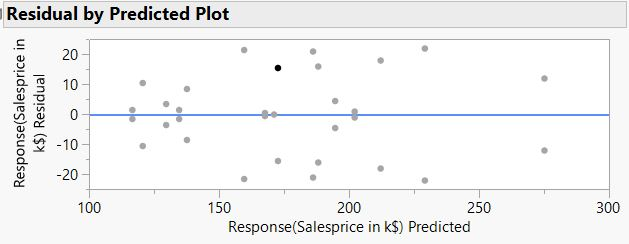 Residual by Predicted Plot
Response(Salesprice in
k$) Residual
20
10
0
-10
-20
100
150
200
250
300
Response(Salesprice in k$) Predicted